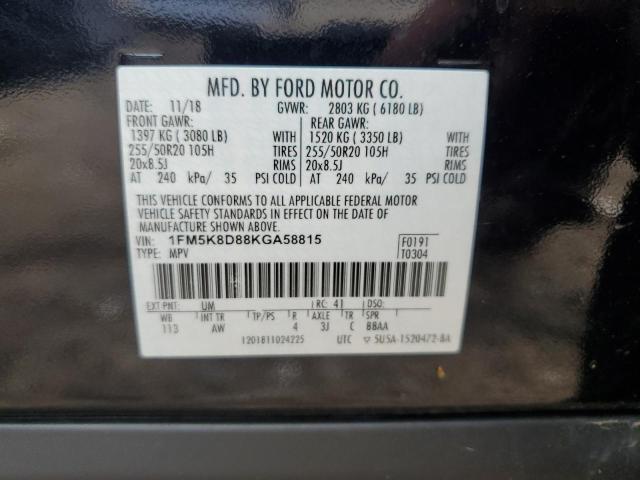 MFD. BY FORD MOTOR CO.
DATE: 11/18 GVWR: 2803 KG ( 6180 LB)
FRONT GAWR: REAR GAWR:
1397 KG ( 3080 LB) WITH 1520 KG ( 3350 LB) WITH
255/50R20 105H TIRES 255/50R20 105H TIRES
20x8.5J RIMS 20x8.5J RIMS
AT 240 kPa/ 35 PSI COLD AT 240 kPa/ 35 PSI COLD
THIS VEHICLE CONFORMS TO ALL APPLICABLE FEDERAL MOTOR
VEHICLE SAFETY STANDARDS IN EFFECT ON THE DATE OF
MANUFACTURE SHOWN ABOVE.
VIN: 1FM5K8D88KGA58815 F0191
TYPE: MPV T0304
EXT PNT: UM RC: 41 DSO:
WB INT TR TP/PS R AXLE TR SPR
113 AW 4 3J C 88AA
1201811024225 UTC ▽ 5U5A-1520472-BA